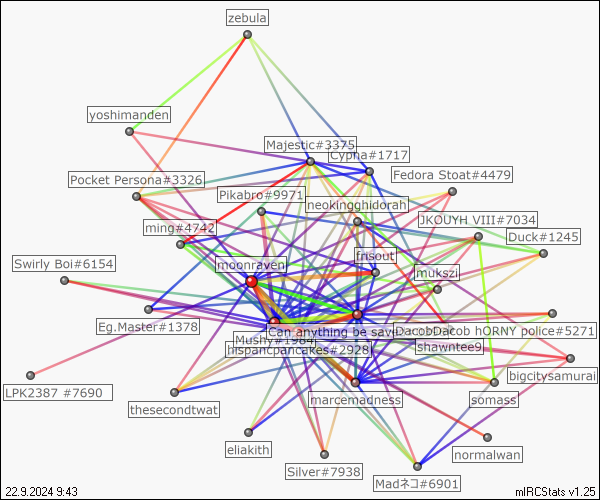 zebula
yoshimanden
Majestic#3375
Cypha#1717
Fedora Stoat#4479
Pocket Persona#3326
Pikabro#9971
neokingghidorah
JKOUYH VIII#7034
ming#4742
Duck#1245
frisout
moonraven
mukszi
Swirly Boi#6154
Eg.Master#1378
Can anything be save
DacobDacob
hORNY police#5271
Mushy#1984
hispanicpancakes#2928
shawntee9
bigcitysamurai
LPK2387 #7690
thesecondtwat
marcemadness
somass
eliakith
normalwan
Silver#7938
Madネコ#6901
22.9.2024 9:43
mIRCStats v1.25